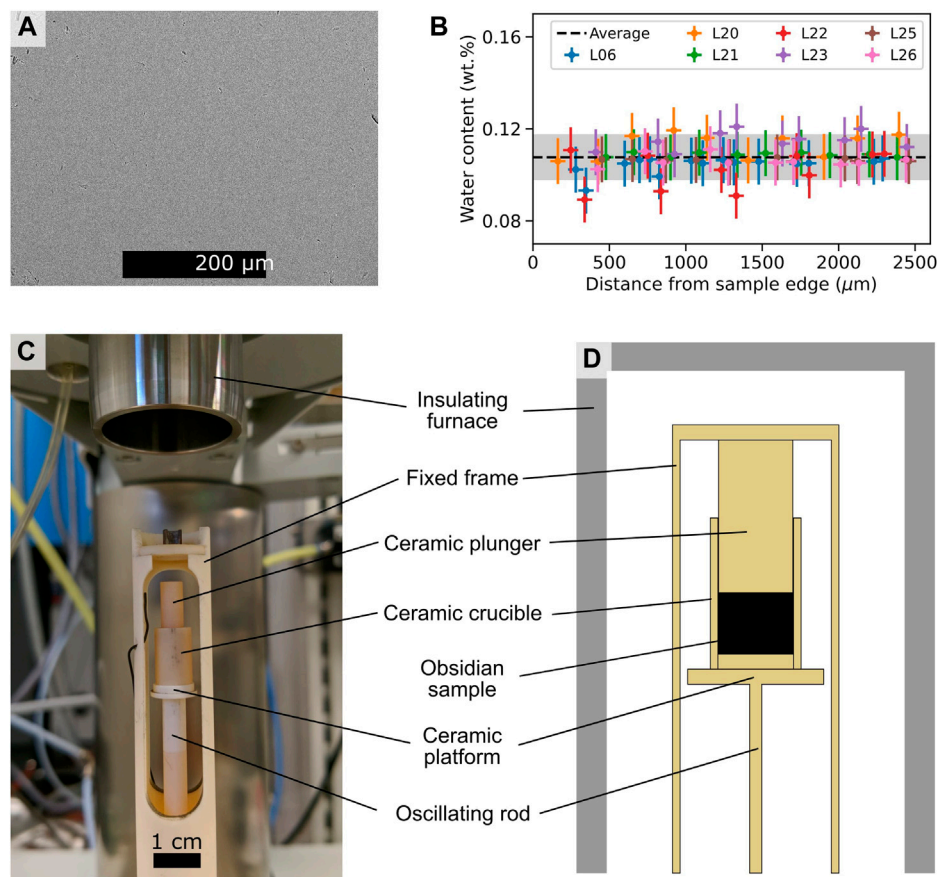 A
200 µm
B
0.16
0.12
0.08
Water content (wt.%)
Average
L20
L22
L25
L06
L21
L23
L26
0
500
1000
1500
2000
2500
Distance from sample edge (µm)
C
D
Insulating
furnace
Fixed frame
Ceramic plunger
Ceramic crucible
Obsidian
sample
Ceramic
platform
Oscillating rod
1 cm